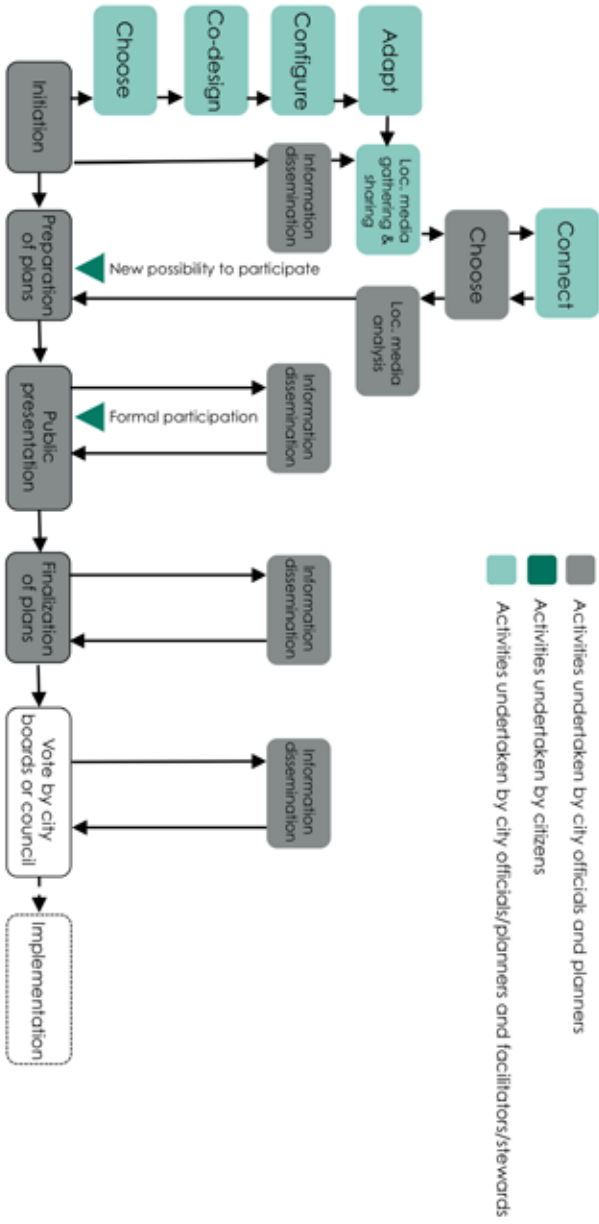 Activities undertaken by city officials and planners
Activities undertaken by citizens
Activities undertaken by city officials/planners and facilitators/stewards
Connect
Choose
Adapt
Loc. media
gathering &
sharing
Loc. media
analysis
Configure
Information
dissemination
Information
dissemination
Information
dissemination
Information
dissemination
Co-design
Choose
New possibility to participate
Formal participation
Initiation
Preparation
of plans
Public
presentation
Finalization
of plans
Vote by city
boards or council
Implementation